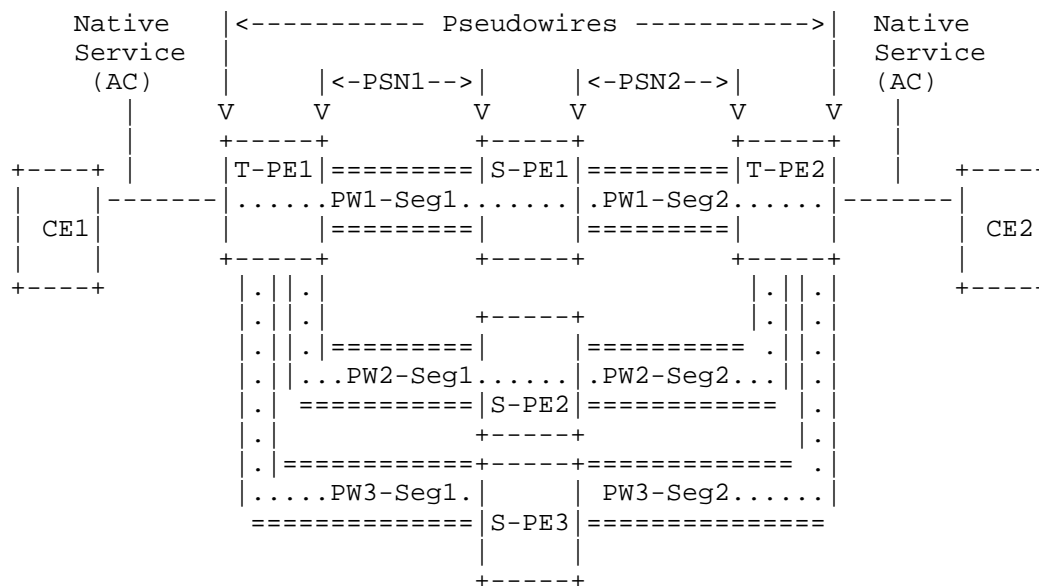 Native |<----------- Pseudowires ----------->| Native
Service | | Service
(AC) | |<-PSN1-->| |<-PSN2-->| | (AC)
| V V V V V V |
| +-----+ +-----+ +-----+ |
+----+ | |T-PE1|=========|S-PE1|=========|T-PE2| | +----
| |-------|......PW1-Seg1.......|.PW1-Seg2......|-------|
| CE1| | |=========| |=========| | | CE2
| | +-----+ +-----+ +-----+ |
+----+ |.||.| |.||.| +----
|.||.| +-----+ |.||.|
|.||.|=========| |========== .||.|
|.||...PW2-Seg1......|.PW2-Seg2...||.|
|.| ===========|S-PE2|============ |.|
|.| +-----+ |.|
|.|============+-----+============= .|
|.....PW3-Seg1.| | PW3-Seg2......|
==============|S-PE3|===============
| |
+-----+